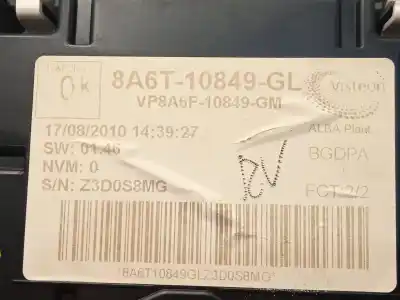 0k
8A6T-10849-GL
VP8A6F-10849-GM
Visteon
17/08/2010 14:39:27
ALBA Plant
SW: 01.46
BGDPA
NVM: 0
S/N: Z3D0S8MG
FCT 2/2
8A6T10849GLZ3D0S8MG